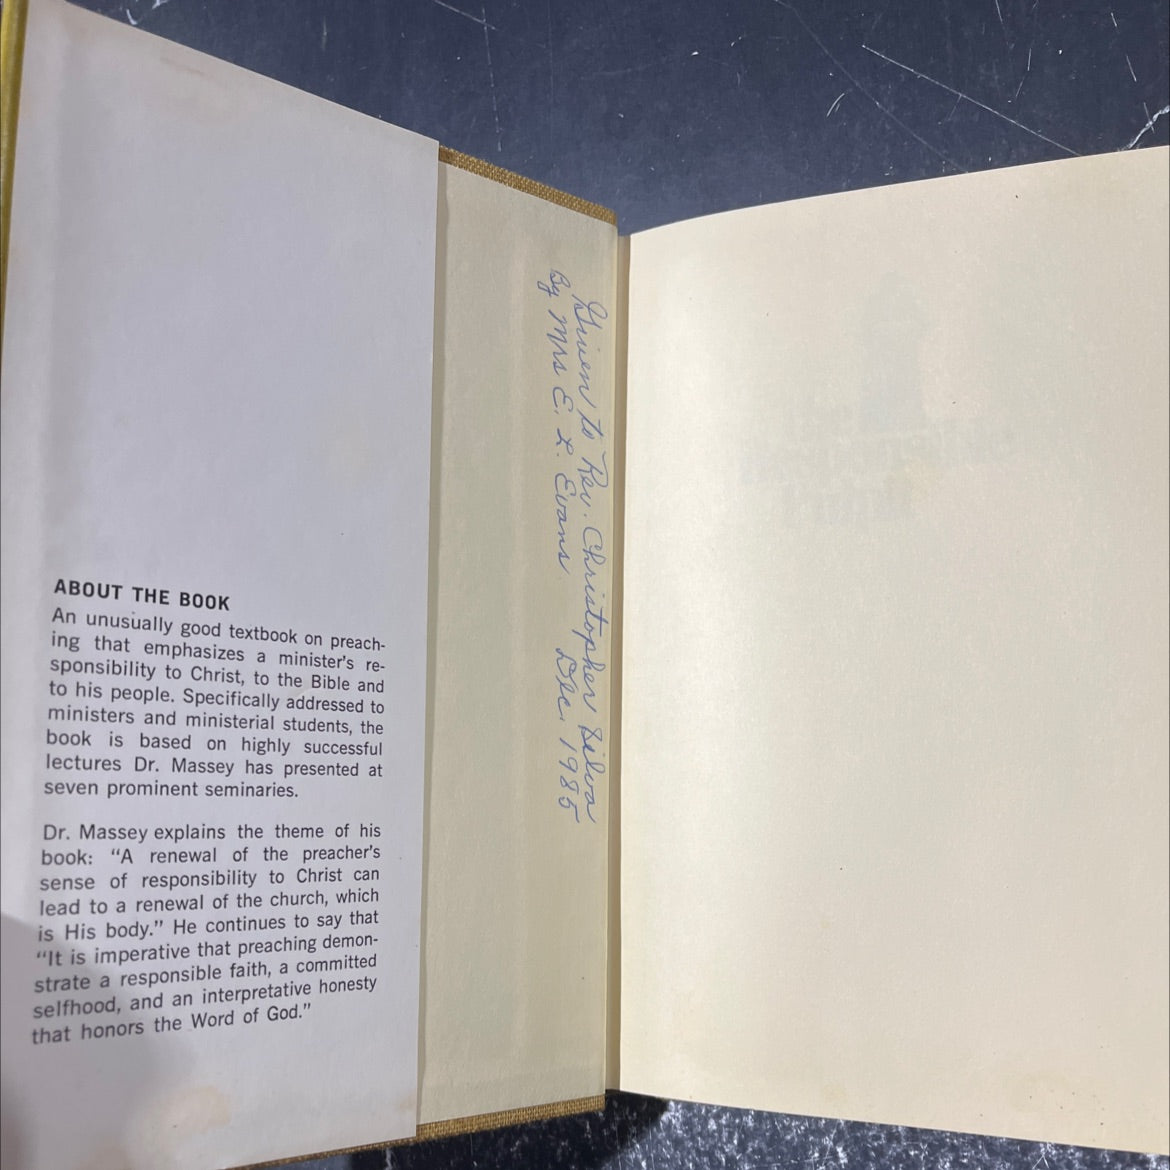 ABOUT THE BOOK
An unusually good textbook on preach-
ing that emphasizes a minister's re-
sponsibility to Christ, to the Bible and
to his people. Specifically addressed to
ministers and ministerial students, the
book is based on highly successful
lectures Dr. Massey has presented at
seven prominent seminaries.
Dr. Massey explains the theme of his
book: “A renewal of the preacher's
sense of responsibility to Christ can
lead to a renewal of the church, which
is His body.” He continues to say that
“It is imperative that preaching demon-
strate a responsible faith, a committed
selfhood, and an interpretative honesty
that honors the Word of God.”
Given to Rev. Christopher Silva
By Mrs E. L. Evans. Dec. 1985